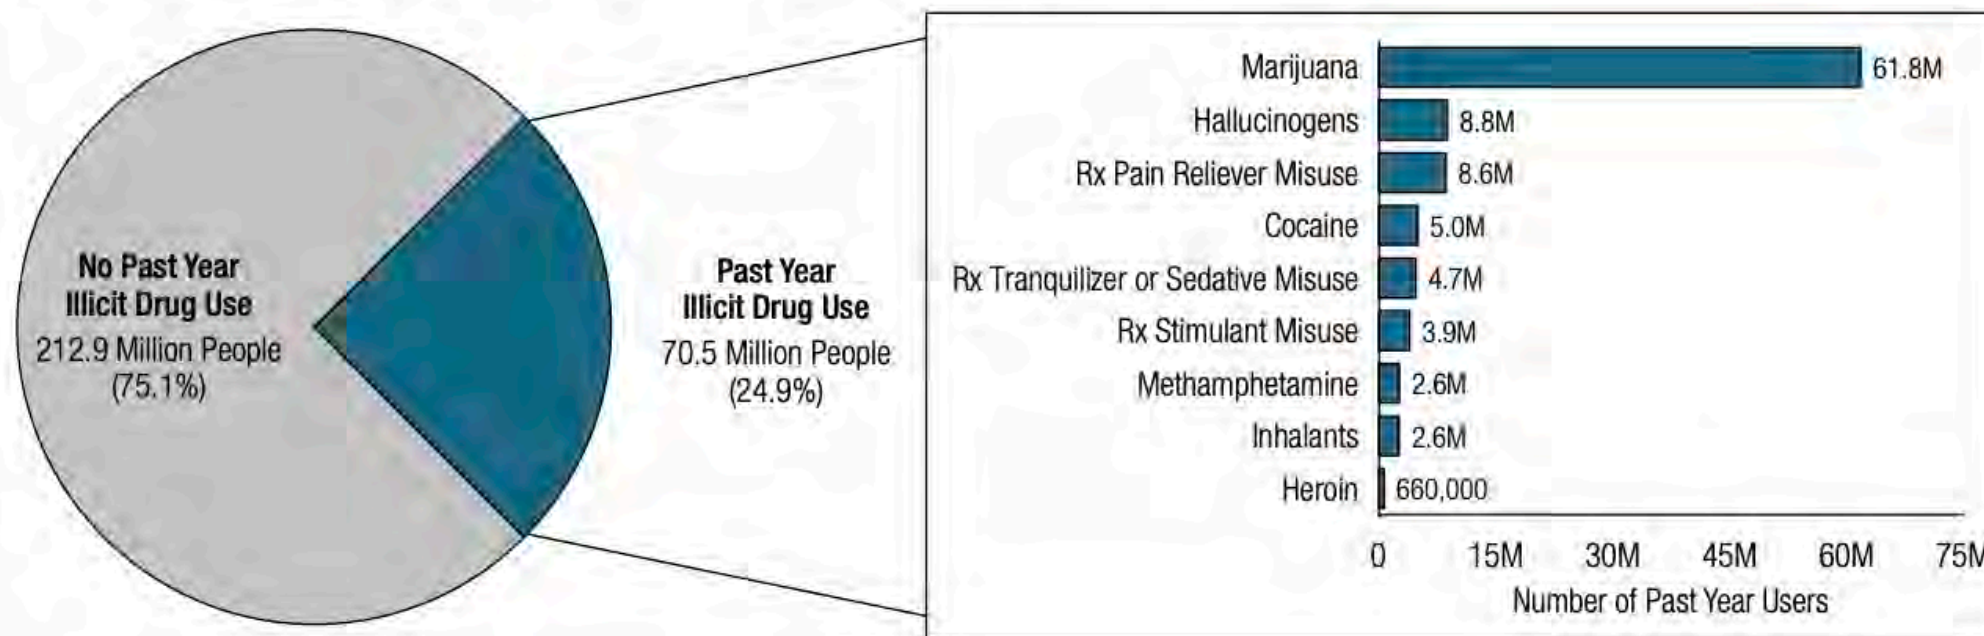 No Past Year
Illicit Drug Use
212.9 Million People
(75.1%)
Past Year
Illicit Drug Use
70.5 Million People
(24.9%)
Marijuana 61.8M
Hallucinogens 8.8M
Rx Pain Reliever Misuse 8.6M
Cocaine 5.0M
Rx Tranquilizer or Sedative Misuse 4.7M
Rx Stimulant Misuse 3.9M
Methamphetamine 2.6M
Inhalants 2.6M
Heroin 660,000
0 15M 30M 45M 60M 75M
Number of Past Year Users